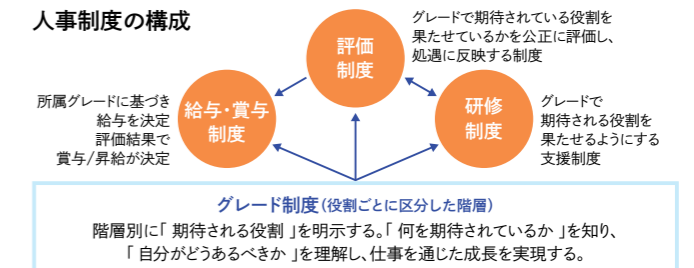 人事制度の構成
評価
制度
グレードで期待されている役割を
果たせているかを公正に評価し、
処遇に反映する制度
所属グレードに基づき
給与を決定
評価結果で
賞与/昇給が決定
給与・賞与
制度
研修
制度
グレードで
期待される役割を
果たせるようにする
支援制度
グレード制度（役割ごとに区分した階層）
階層別に「 期待される役割 」を明示する。「 何を期待されているか 」を知り、
「 自分がどうあるべきか 」を理解し、仕事を通じた成長を実現する。